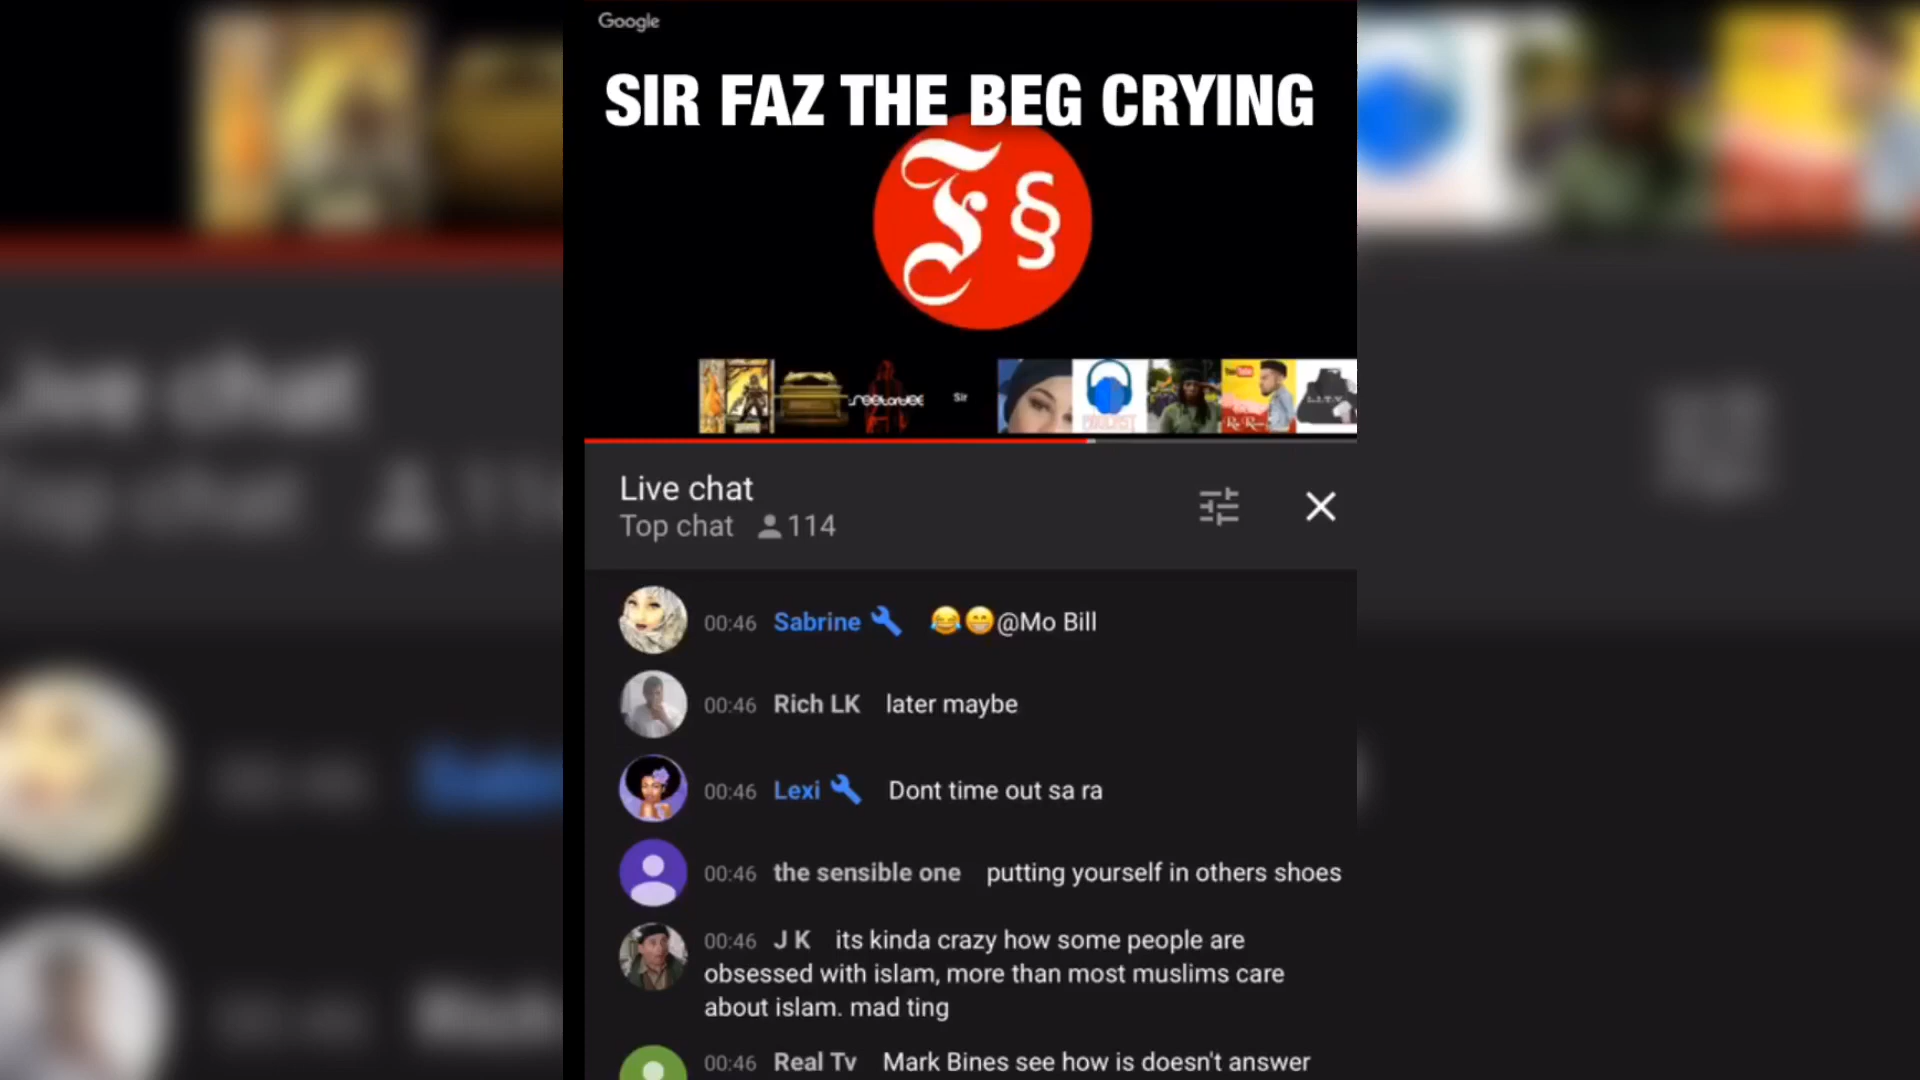 Google
SIR FAZ THE BEG CRYING
F §
Sir
Live chat
Top chat 114
00:46 Sabrine 😂😁@Mo Bill
00:46 Rich LK later maybe
00:46 Lexi Dont time out sa ra
00:46 the sensible one putting yourself in others shoes
00:46 J K its kinda crazy how some people are
obsessed with islam, more than most muslims care
about islam. mad ting
00:46 Real Tv Mark Bines see how is doesn't answer